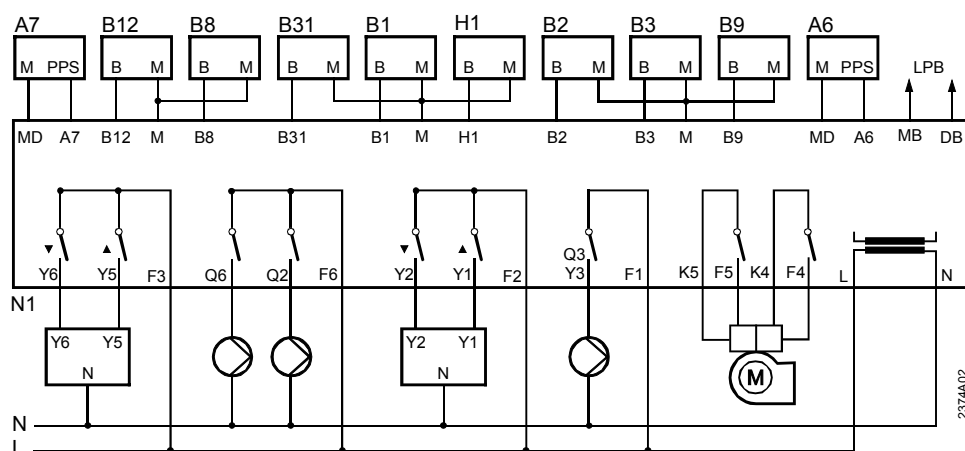 A7 B12 B8 B31 B1 H1 B2 B3 B9 A6
M PPS B M B M B M B M B M B M B M B M M PPS LPB
MD A7 B12 M B8 B31 B1 M H1 B2 B3 M B9 MD A6 MB DB
Y6 Y5 F3 Q6 Q2 F6 Y2 Y1 F2 Q3 Y3 F1 K5 F5 K4 F4 L N
N1
Y6 Y5 Y2 Y1
N N M
N
L
2374A02